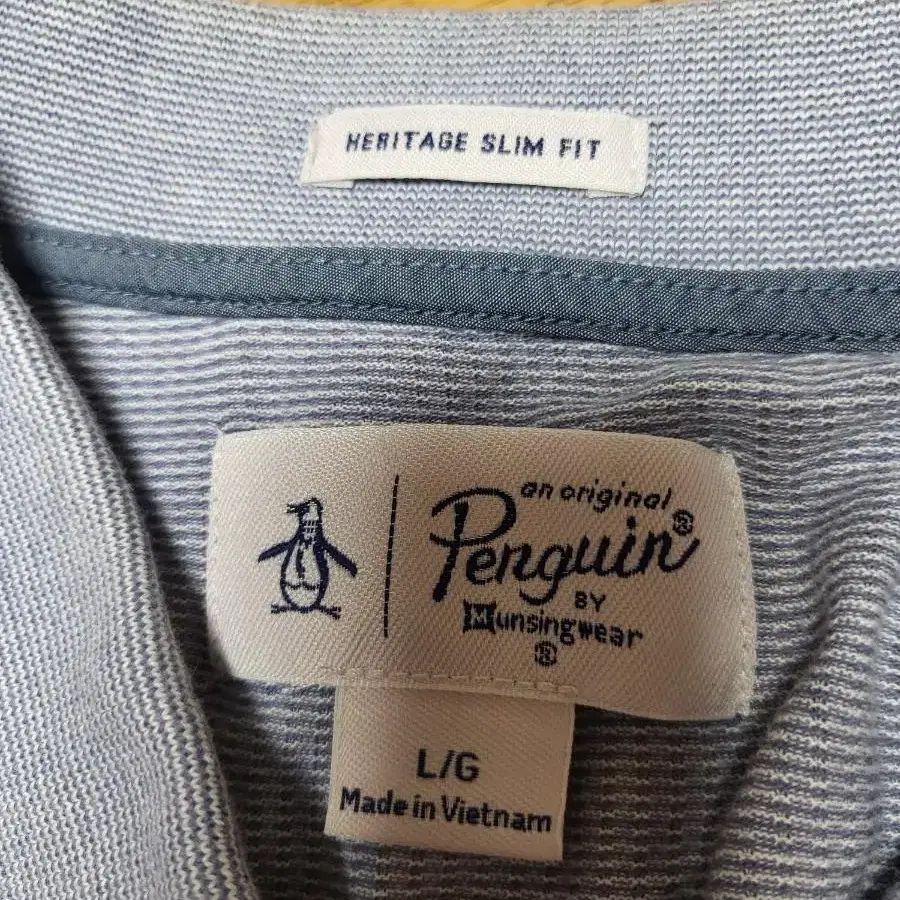 HERITAGE SLIM FIT
an original
Penguin®
BY
Munsingwear
®
L/G
Made in Vietnam